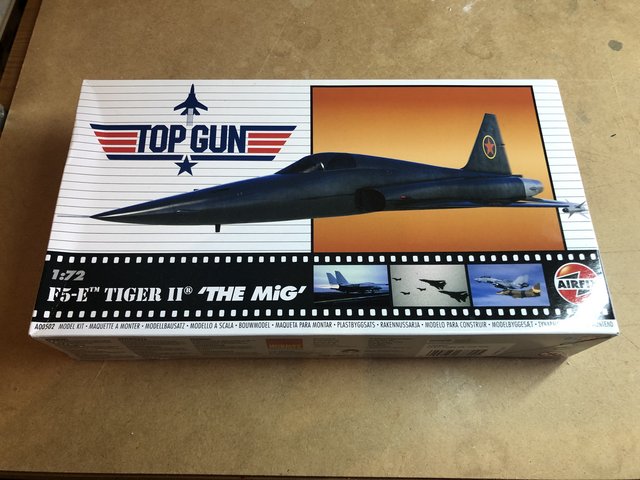 TOP GUN
1:72
F5-E™ TIGER II® 'THE MiG'
AIRFIX
A00502 MODEL KIT • MAQUETTE A MONTER • MODELLBAUSATZ • MODELLO A SCALA • BOUWMODEL • MAQUETA PARA MONTAR • PLASTBYGGSATS • RAKENNUSSARJA • MODELO PARA CONSTRUIR • MODELBYGGESÆT •